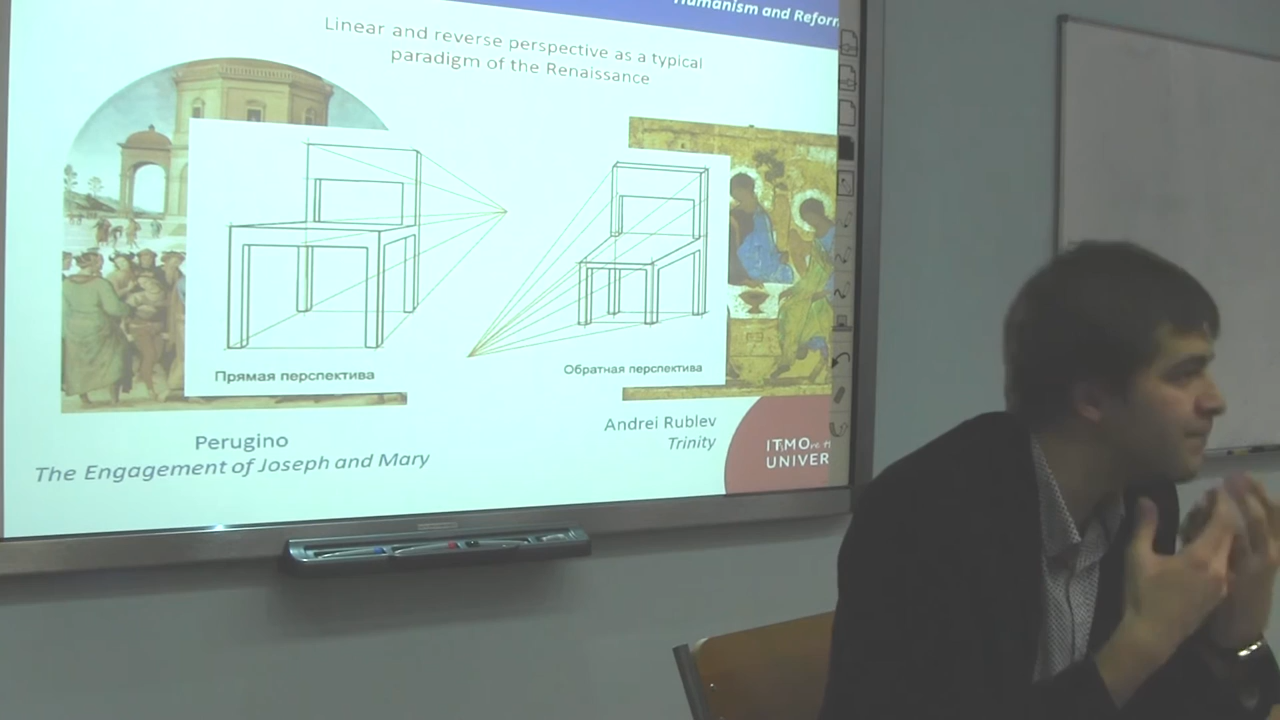 Humanism and Reform
Linear and reverse perspective as a typical
paradigm of the Renaissance
Прямая перспектива
Обратная перспектива
Perugino
The Engagement of Joseph and Mary
Andrei Rublev
Trinity
ITMO
UNIVER